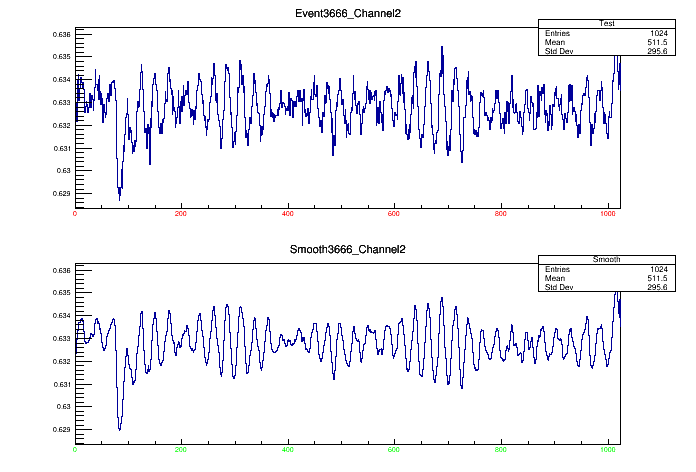 Event3666_Channel2
Test
Entries 1024
Mean 511.5
Std Dev 295.6
0.636
0.635
0.634
0.633
0.632
0.631
0.63
0.629
0 200 400 600 800 1000
Smooth3666_Channel2
Smooth
Entries 1024
Mean 511.5
Std Dev 295.6
0.636
0.635
0.634
0.633
0.632
0.631
0.63
0.629
0 200 400 600 800 1000